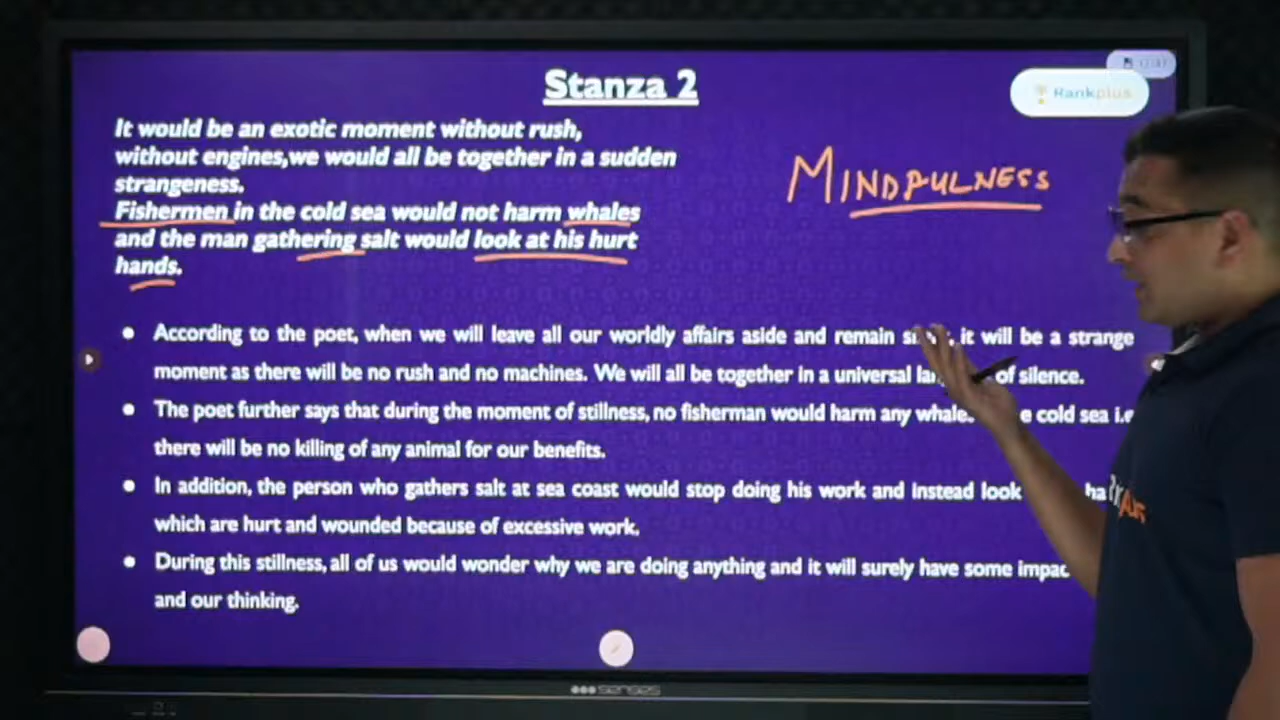 Stanza 2
Rankplus
It would be an exotic moment without rush,
without engines,we would all be together in a sudden
strangeness.
MINDFULNESS
Fishermen in the cold sea would not harm whales
and the man gathering salt would look at his hurt
hands.
According to the poet, when we will leave all our worldly affairs aside and remain it will be a strange
moment as there will be no rush and no machines. We will all be together in a universal of silence.
The poet further says that during the moment of stillness, no fisherman would harm any cold sea i.e
there will be no killing of any animal for our benefits.
In addition, the person who gathers salt at sea coast would stop doing his work and instead look
which are hurt and wounded because of excessive work.
During this stillness, all of us would wonder why we are doing anything and it will surely have some
and our thinking.
senses